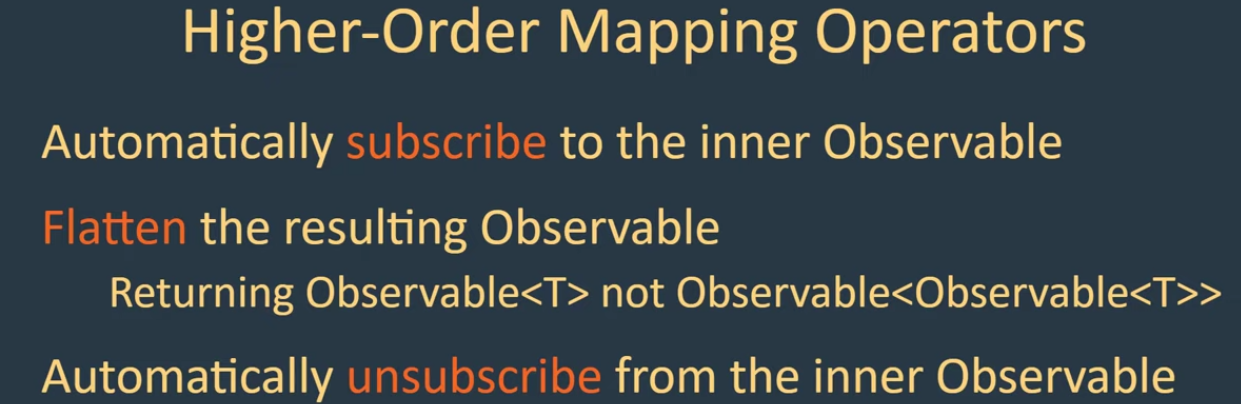 Higher-Order Mapping Operators
Automatically subscribe to the inner Observable
Flatten the resulting Observable
Returning Observable<T> not Observable<Observable<T>>
Automatically unsubscribe from the inner Observable